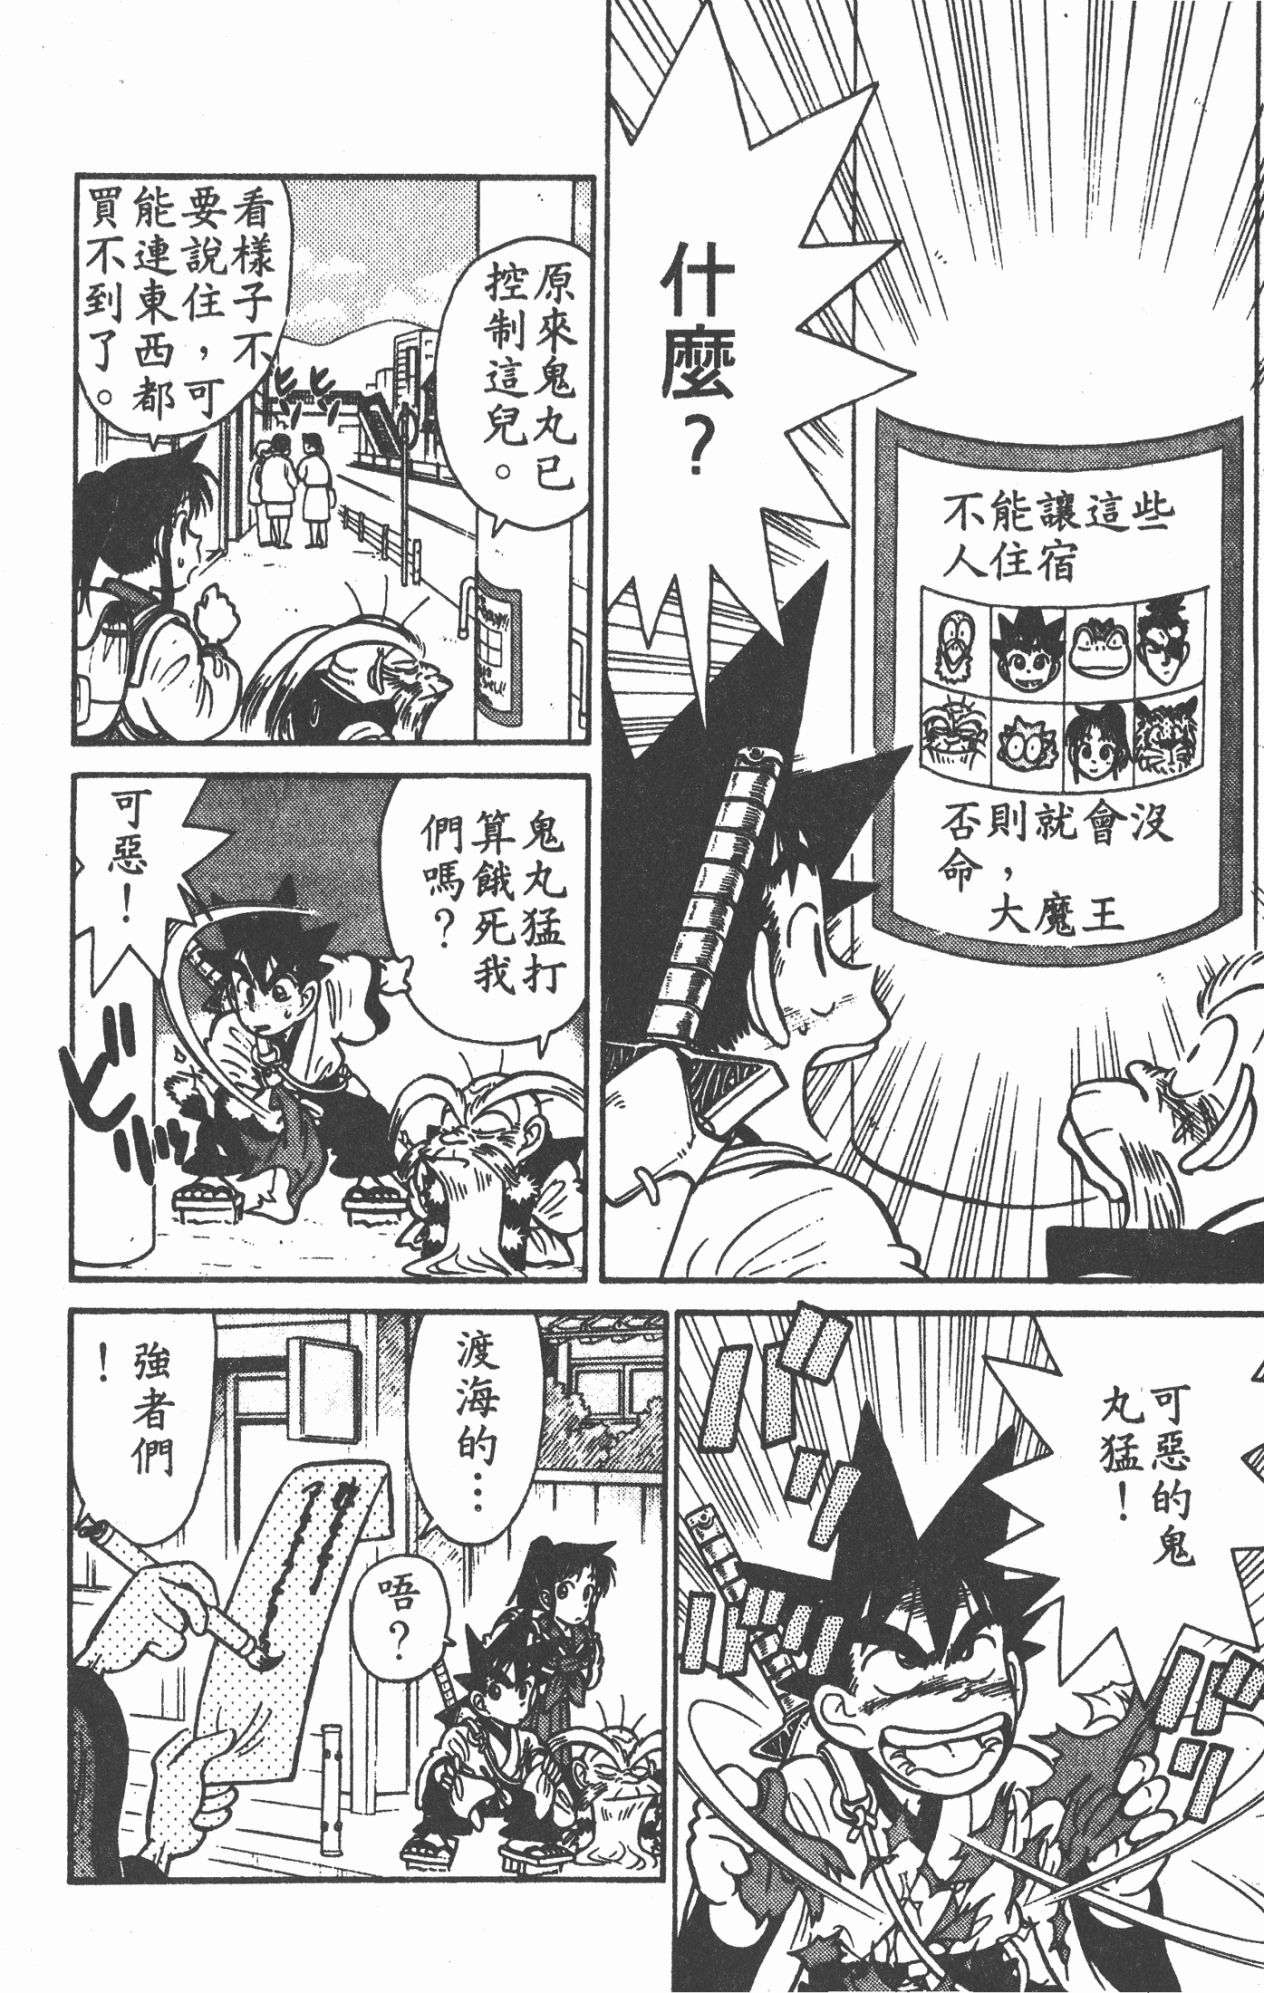 什麼？
不能讓這些
人住宿
否則就會沒
命，
大魔王
原來鬼丸已
控制這兒。
看樣子不
要說住，可
能連東西都
買不到了。
ヒ
ヒ
鬼丸猛打
算餓死我
們嗎？
可惡！
ビ
可惡的鬼
丸猛！
渡海的…
唔？
強者們
！